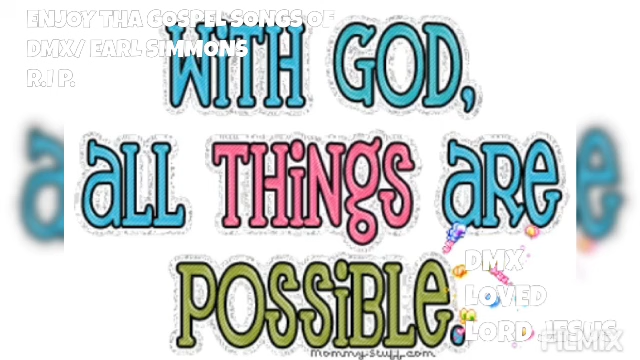 ENJOY THA GOSPEL SONGS OF
DMX/ EARL SIMMONS
R.I P.
WiTH GOD,
aLL THiNgS aRe
POSSiBLe.
mommy-stuff.com
DMX
LOVED
LORD JESUS
FILMIX